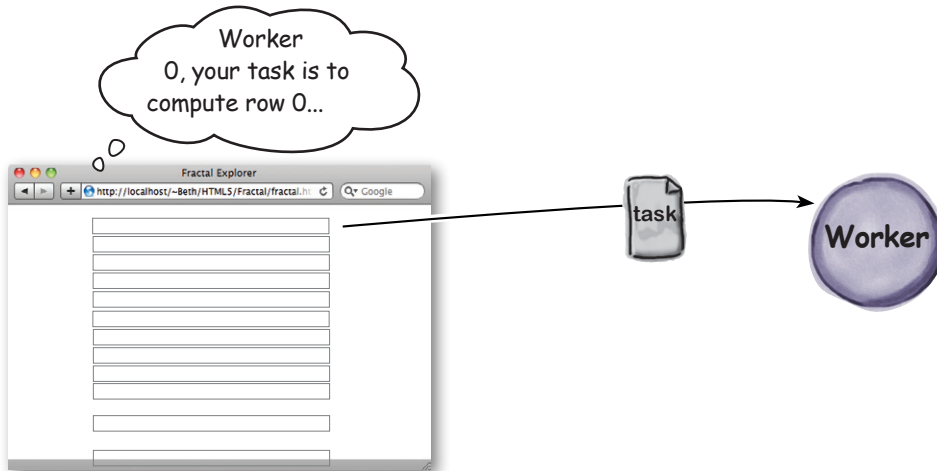 Worker
0, your task is to
compute row 0...
Fractal Explorer
http://localhost/~Beth/HTML5/Fractal/fractal.ht
Google
task
Worker